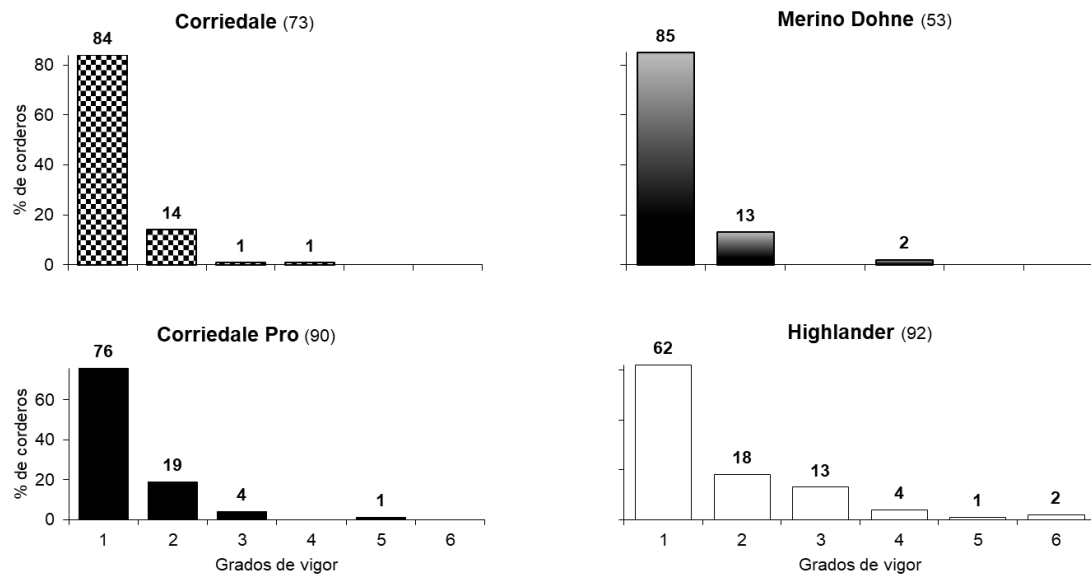 Corriedale (73)
84
14
1
1
% de corderos
80
60
40
20
0
Merino Dohne (53)
85
13
2
Corriedale Pro (90)
76
19
4
1
% de corderos
60
40
20
0
1 2 3 4 5 6
Grados de vigor
Highlander (92)
62
18
13
4
1
2
1 2 3 4 5 6
Grados de vigor